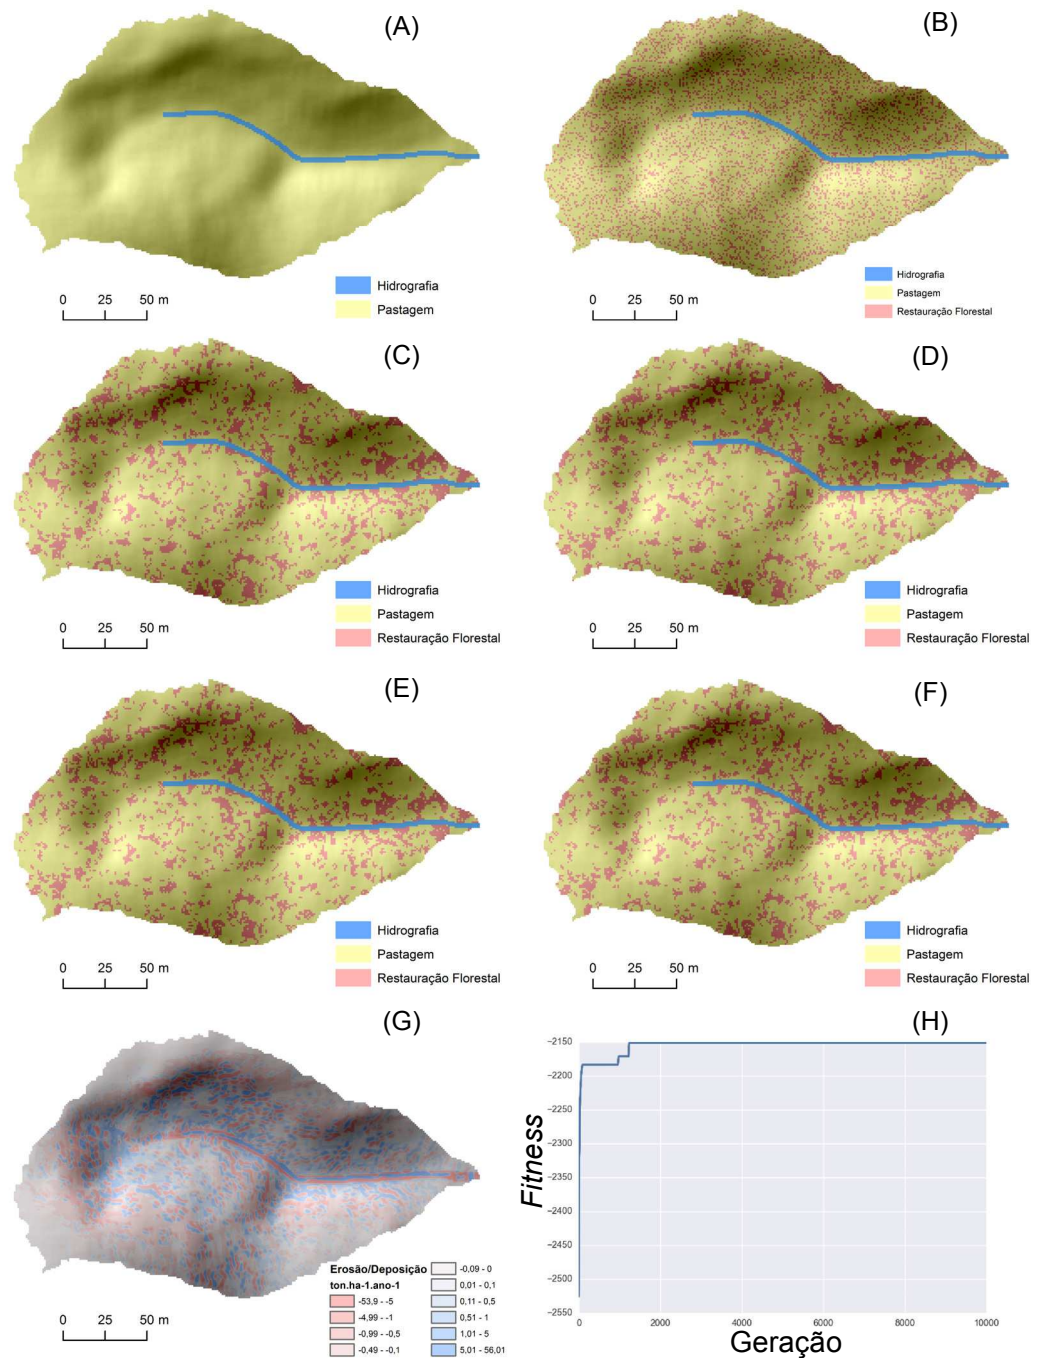 (A)
Hidrografia
Pastagem
0 25 50 m
(B)
Hidrografia
Pastagem
Restauração Florestal
0 25 50 m
(C)
Hidrografia
Pastagem
Restauração Florestal
0 25 50 m
(D)
Hidrografia
Pastagem
Restauração Florestal
0 25 50 m
(E)
Hidrografia
Pastagem
Restauração Florestal
0 25 50 m
(F)
Hidrografia
Pastagem
Restauração Florestal
0 25 50 m
(G)
Erosão/Deposição
ton.ha-1.ano-1
-53,9 - -5
-4,99 - -1
-0,99 - -0,5
-0,49 - -0,1
-0,09 - 0
0,01 - 0,1
0,11 - 0,5
0,51 - 1
1,01 - 5
5,01 - 56,01
0 25 50 m
(H)
−2150
−2200
−2250
−2300
−2350
−2400
−2450
−2500
−2550
Fitness
0 2000 4000 6000 8000 10000
Geração